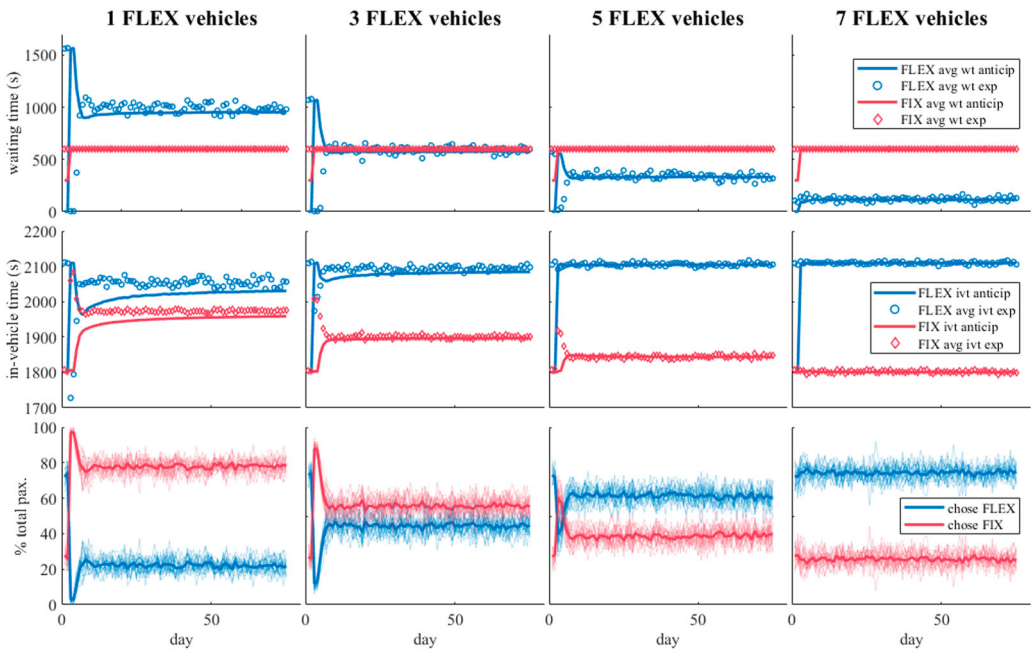 1 FLEX vehicles
3 FLEX vehicles
5 FLEX vehicles
7 FLEX vehicles
waiting time (s)
1500
1000
500
0
FLEX avg wt anticip
FLEX avg wt exp
FIX avg wt anticip
FIX avg wt exp
in-vehicle time (s)
2200
2100
2000
1900
1800
1700
FLEX ivt anticip
FLEX avg ivt exp
FIX ivt anticip
FIX avg ivt exp
% total pax.
100
80
60
40
20
0
chose FLEX
chose FIX
0 50
0 50
0 50
0 50
day
day
day
day